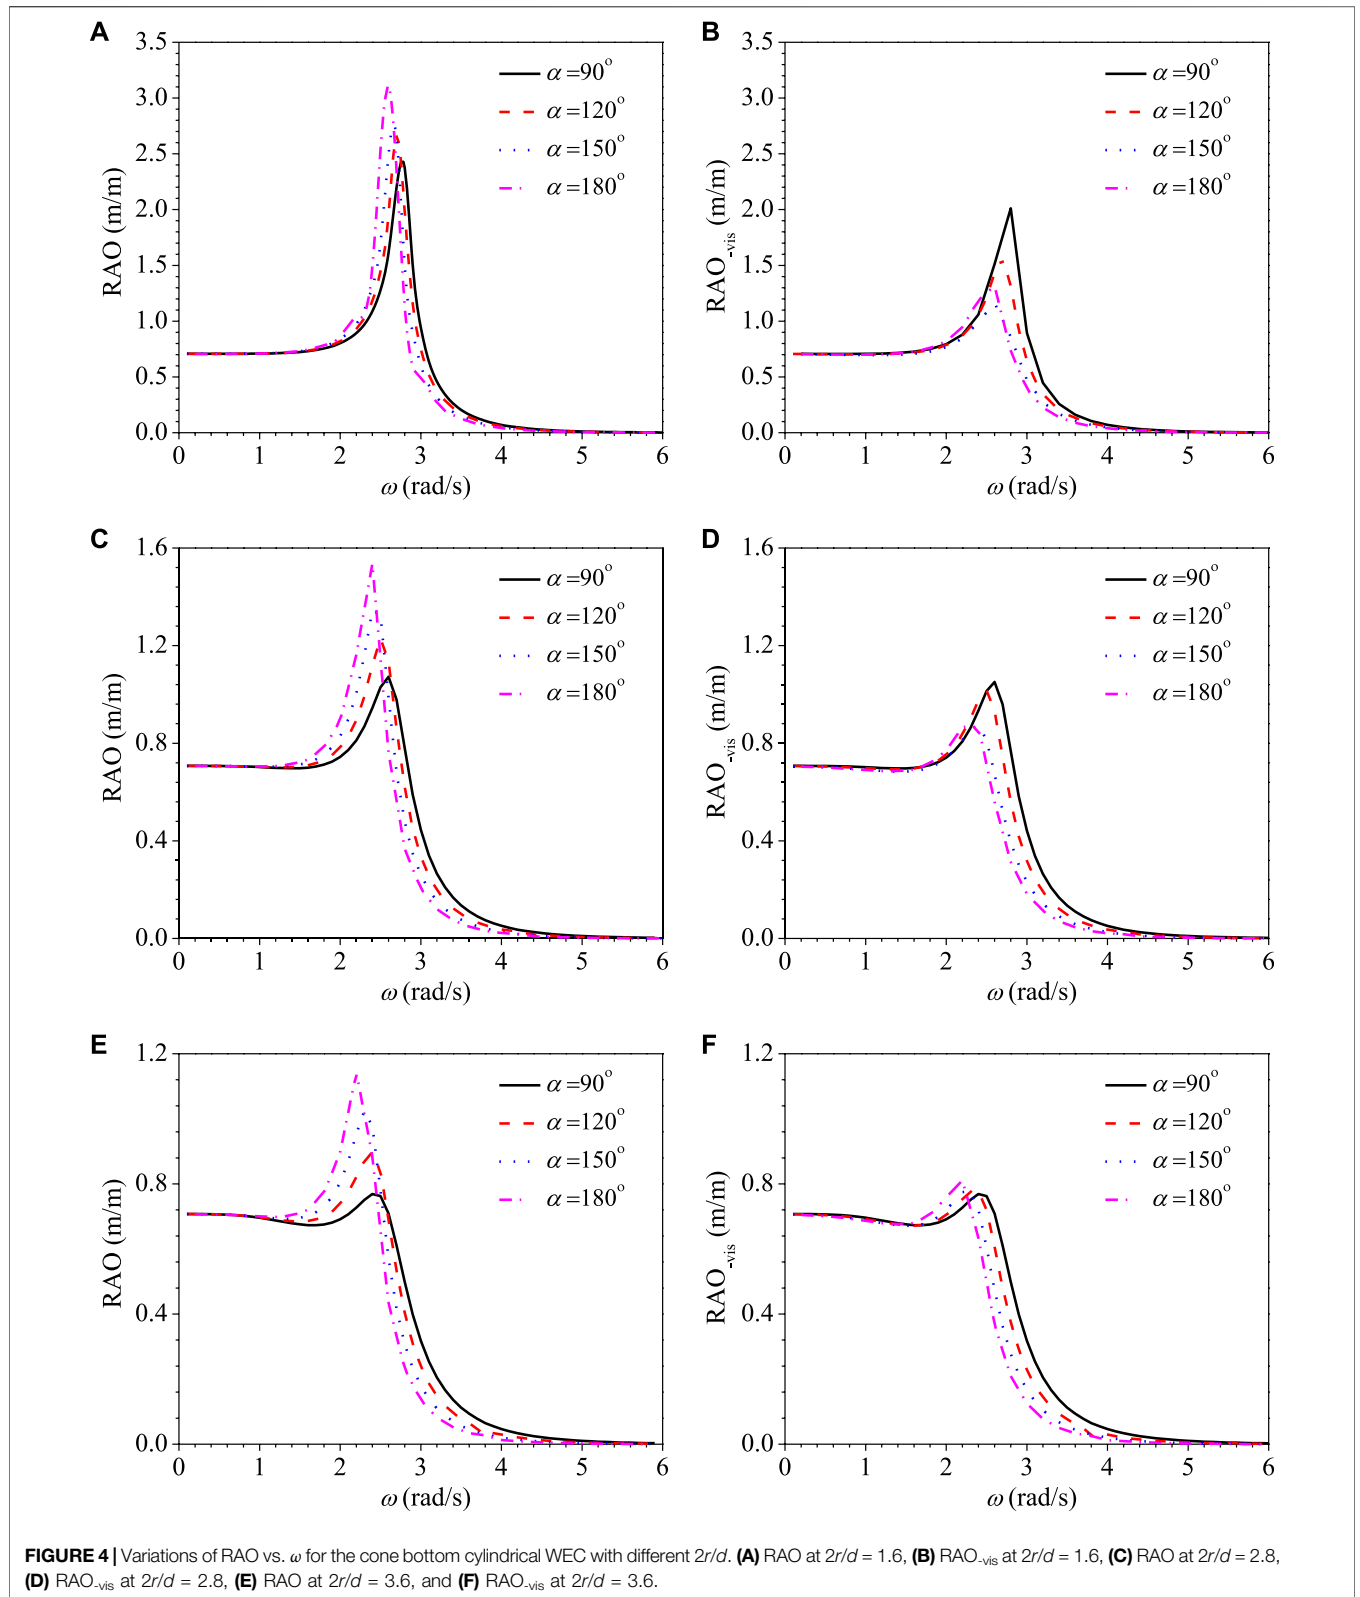 A
3.5
3.0
2.5
2.0
1.5
1.0
0.5
0.0
RAO (m/m)
α=90°
α=120°
α=150°
α=180°
0 1 2 3 4 5 6
ω (rad/s)
B
3.5
3.0
2.5
2.0
1.5
1.0
0.5
0.0
RAO-vis (m/m)
α=90°
α=120°
α=150°
α=180°
0 1 2 3 4 5 6
ω (rad/s)
C
1.6
1.2
0.8
0.4
0.0
RAO (m/m)
α=90°
α=120°
α=150°
α=180°
0 1 2 3 4 5 6
ω (rad/s)
D
1.6
1.2
0.8
0.4
0.0
RAO-vis (m/m)
α=90°
α=120°
α=150°
α=180°
0 1 2 3 4 5 6
ω (rad/s)
E
1.2
0.8
0.4
0.0
RAO (m/m)
α=90°
α=120°
α=150°
α=180°
0 1 2 3 4 5 6
ω (rad/s)
F
1.2
0.8
0.4
0.0
RAO-vis (m/m)
α=90°
α=120°
α=150°
α=180°
0 1 2 3 4 5 6
ω (rad/s)
FIGURE 4 | Variations of RAO vs. ω for the cone bottom cylindrical WEC with different 2r/d. (A) RAO at 2r/d = 1.6, (B) RAO-vis at 2r/d = 1.6, (C) RAO at 2r/d = 2.8,
(D) RAO-vis at 2r/d = 2.8, (E) RAO at 2r/d = 3.6, and (F) RAO-vis at 2r/d = 3.6.